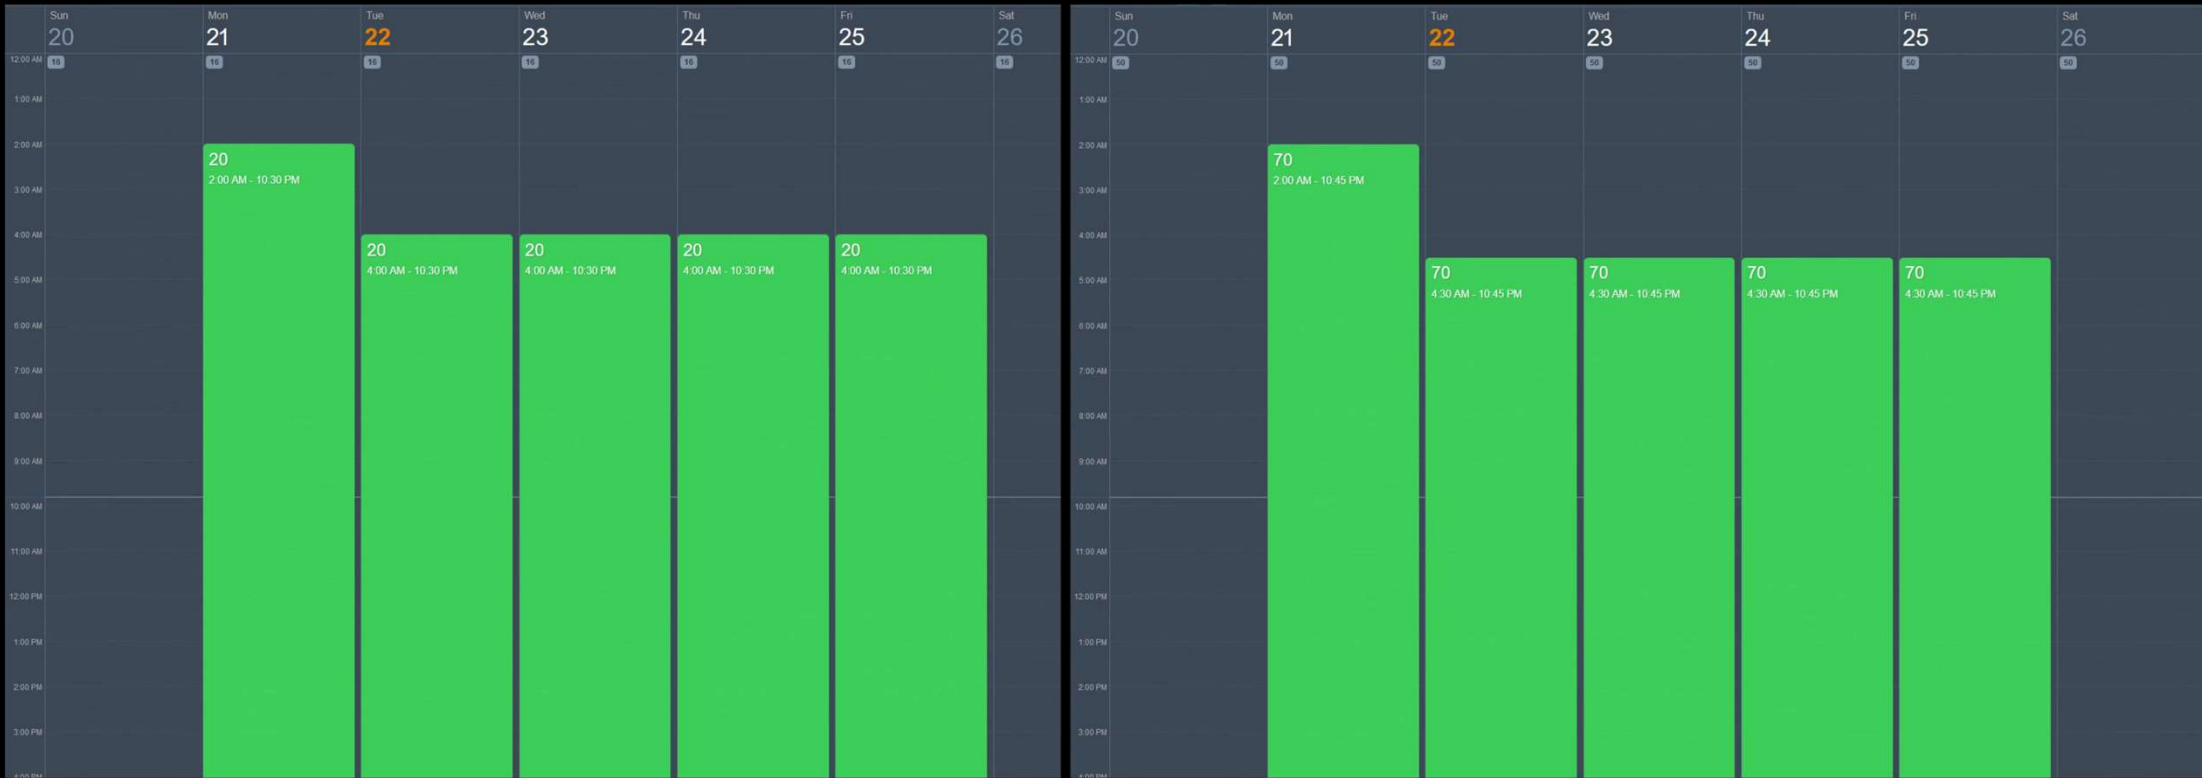 Sun Mon Tue Wed Thu Fri Sat
20 21 22 23 24 25 26
12:00 AM 16 16 16 16 16 16 16
1:00 AM
2:00 AM
20
2:00 AM - 10:30 PM
3:00 AM
4:00 AM
20 20 20 20
4:00 AM - 10:30 PM 4:00 AM - 10:30 PM 4:00 AM - 10:30 PM 4:00 AM - 10:30 PM
5:00 AM
6:00 AM
7:00 AM
8:00 AM
9:00 AM
10:00 AM
11:00 AM
12:00 PM
1:00 PM
2:00 PM
3:00 PM
4:00 PM
Sun Mon Tue Wed Thu Fri Sat
20 21 22 23 24 25 26
12:00 AM 50 50 50 50 50 50 50
1:00 AM
2:00 AM
70
2:00 AM - 10:45 PM
3:00 AM
4:00 AM
70 70 70 70
5:00 AM
4:30 AM - 10:45 PM 4:30 AM - 10:45 PM 4:30 AM - 10:45 PM 4:30 AM - 10:45 PM
6:00 AM
7:00 AM
8:00 AM
9:00 AM
10:00 AM
11:00 AM
12:00 PM
1:00 PM
2:00 PM
3:00 PM
4:00 PM